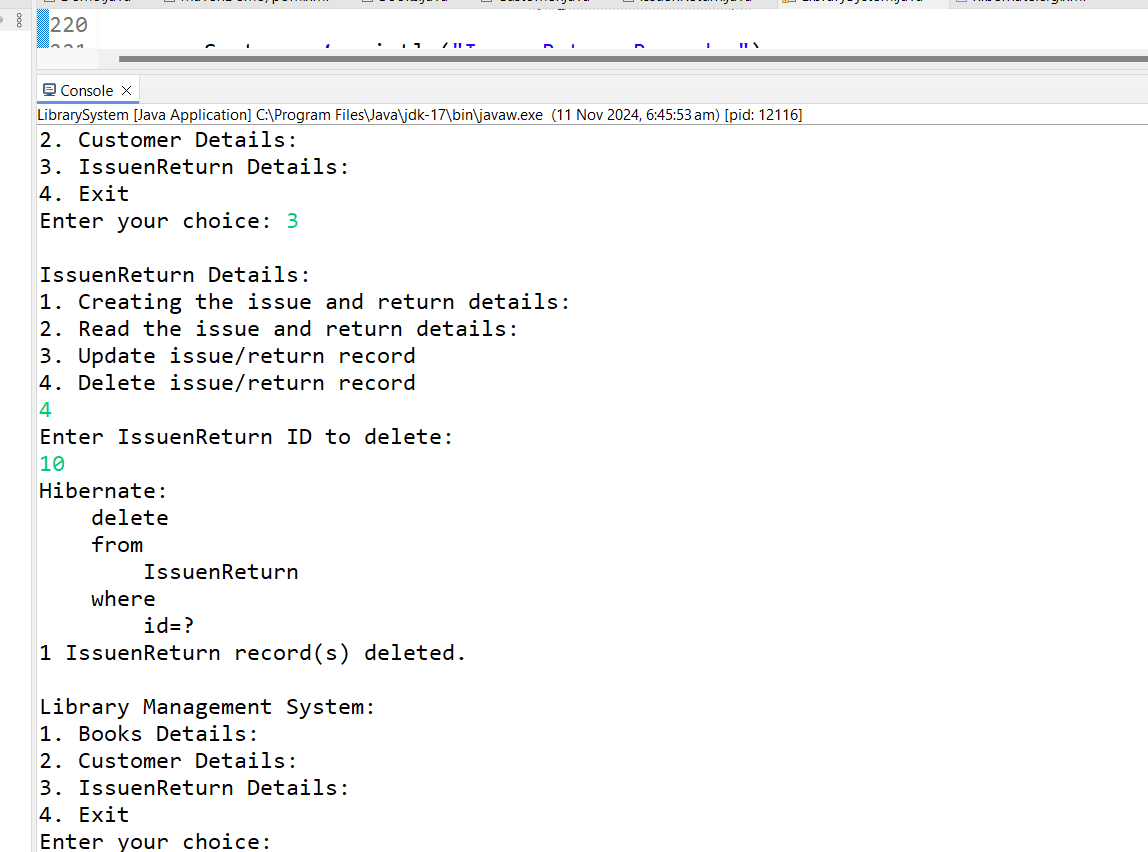 220
Console
LibrarySystem [Java Application] C:\Program Files\Java\jdk-17\bin\javaw.exe (11 Nov 2024, 6:45:53 am) [pid: 12116]
2. Customer Details:
3. IssuenReturn Details:
4. Exit
Enter your choice: 3
IssuenReturn Details:
1. Creating the issue and return details:
2. Read the issue and return details:
3. Update issue/return record
4. Delete issue/return record
4
Enter IssuenReturn ID to delete:
10
Hibernate:
delete
from
IssuenReturn
where
id=?
1 IssuenReturn record(s) deleted.
Library Management System:
1. Books Details:
2. Customer Details:
3. IssuenReturn Details:
4. Exit
Enter your choice: